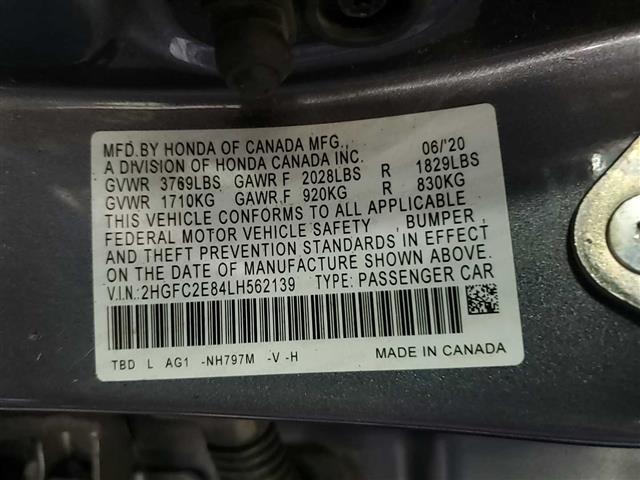 MFD.BY HONDA OF CANADA MFG., 06/'20
A DIVISION OF HONDA CANADA INC.
GVWR 3769LBS GAWR F 2028LBS R 1829LBS
GVWR 1710KG GAWR.F 920KG R 830KG
THIS VEHICLE CONFORMS TO ALL APPLICABLE
FEDERAL MOTOR VEHICLE SAFETY , BUMPER ,
AND THEFT PREVENTION STANDARDS IN EFFECT
ON THE DATE OF MANUFACTURE SHOWN ABOVE.
V.I.N.:2HGFC2E84LH562139 TYPE: PASSENGER CAR
TBD L AG1 -NH797M -V -H MADE IN CANADA